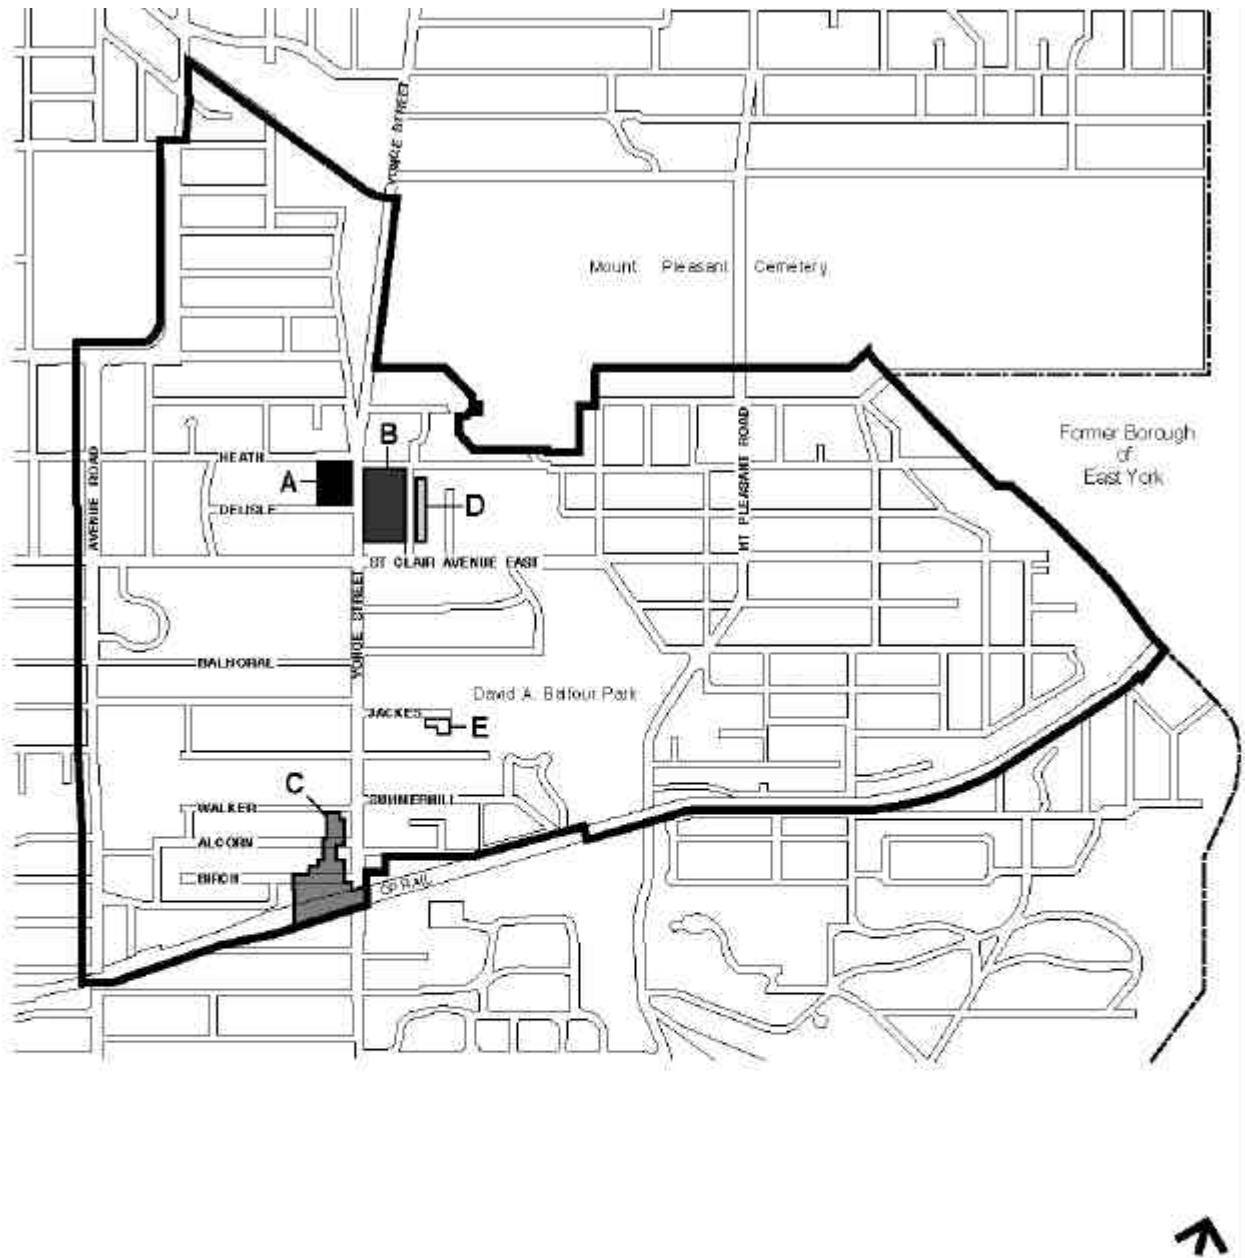 YONGE STREET
Mount Pleasant Cemetery
Former Borough
of
East York
B
HEATH
A
DELISLE
D
AVENUE ROAD
MT PLEASANT ROAD
ST CLAIR AVENUE EAST
YONGE STREET
BALMORAL
David A. Balfour Park
JACKES
E
C
WALKER
SUMMERHILL
ALCORN
BIRCH
CP RAIL